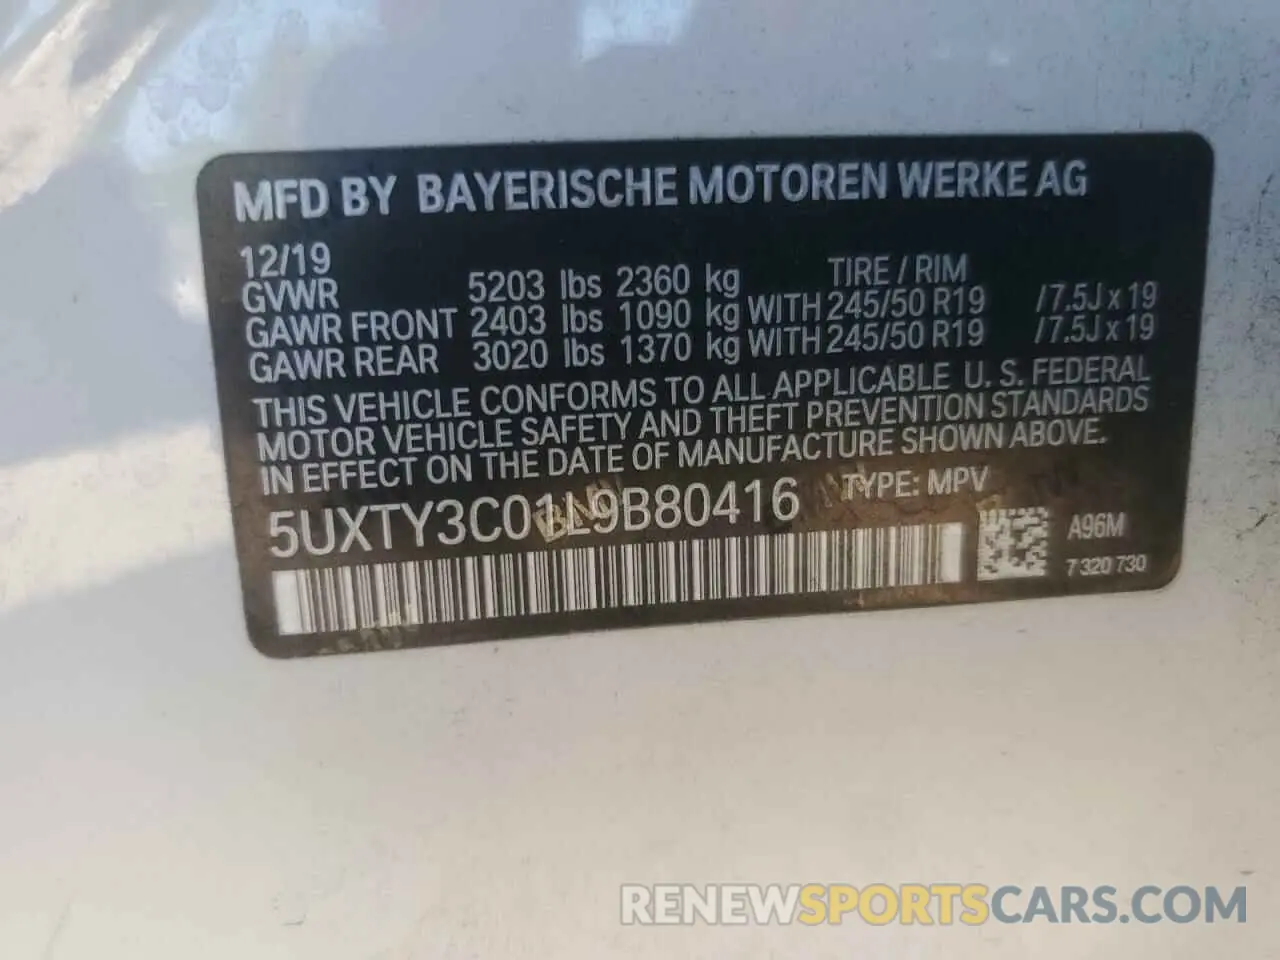 MFD BY BAYERISCHE MOTOREN WERKE AG
12/19 TIRE / RIM
GVWR 5203 lbs 2360 kg
GAWR FRONT 2403 lbs 1090 kg WITH 245/50 R19 /7.5J x 19
GAWR REAR 3020 lbs 1370 kg WITH 245/50 R19 /7.5J x 19
THIS VEHICLE CONFORMS TO ALL APPLICABLE U. S. FEDERAL
MOTOR VEHICLE SAFETY AND THEFT PREVENTION STANDARDS
IN EFFECT ON THE DATE OF MANUFACTURE SHOWN ABOVE.
5UXTY3C01L9B80416 TYPE: MPV
A96M
7 320 730
RENEWSPORTSCARS.COM